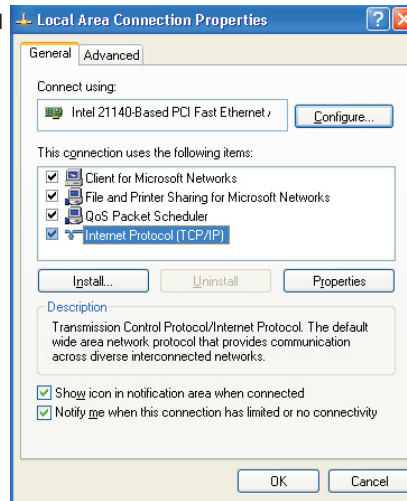 Local Area Connection Properties
General Advanced
Connect using:
Intel 21140-Based PCI Fast Ethernet
Configure...
This connection uses the following items:
Client for Microsoft Networks
File and Printer Sharing for Microsoft Networks
QoS Packet Scheduler
Internet Protocol (TCP/IP)
Install... Uninstall Properties
Description
Transmission Control Protocol/Internet Protocol. The default
wide area network protocol that provides communication
across diverse interconnected networks.
Show icon in notification area when connected
Notify me when this connection has limited or no connectivity
OK Cancel